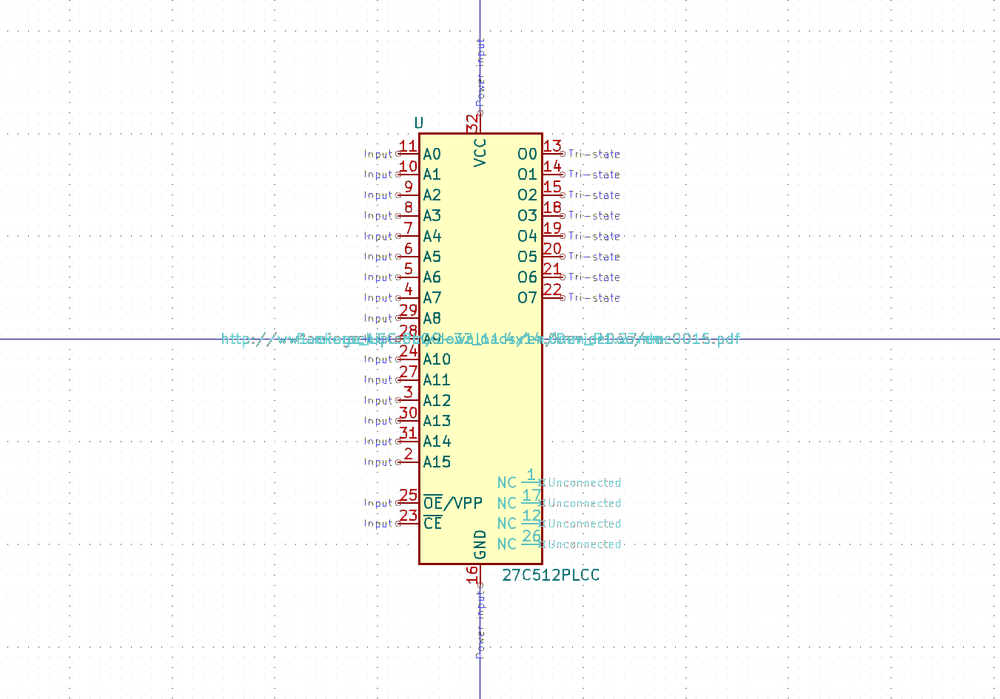 Power input
32
U
VCC
Input 11 A0 O0 13 Tri-state
Input 10 A1 O1 14 Tri-state
Input 9 A2 O2 15 Tri-state
Input 8 A3 O3 18 Tri-state
Input 7 A4 O4 19 Tri-state
Input 6 A5 O5 20 Tri-state
Input 5 A6 O6 21 Tri-state
Input 4 A7 O7 22 Tri-state
Input 29 A8
28 A9
Input 24 A10
Input 27 A11
Input 3 A12
Input 30 A13
Input 31 A14
Input 2 A15
NC 1 Unconnected
Input 25 OE/VPP NC 17 Unconnected
Input 23 CE NC 12 Unconnected
NC 26 Unconnected
GND
16
27C512PLCC
Power input